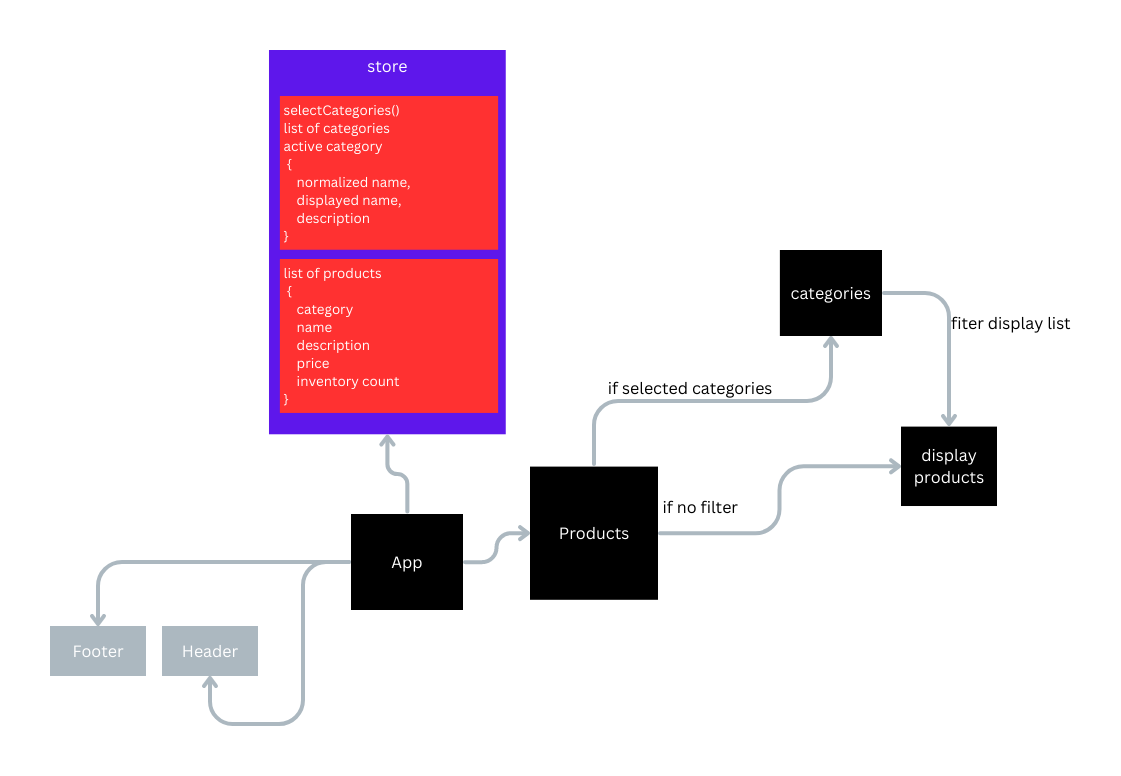 store
selectCategories()
list of categories
active category
{
normalized name,
displayed name,
description
}
list of products
{
category
name
description
price
inventory count
}
categories
fiter display list
if selected categories
display
products
if no filter
Products
App
Footer
Header